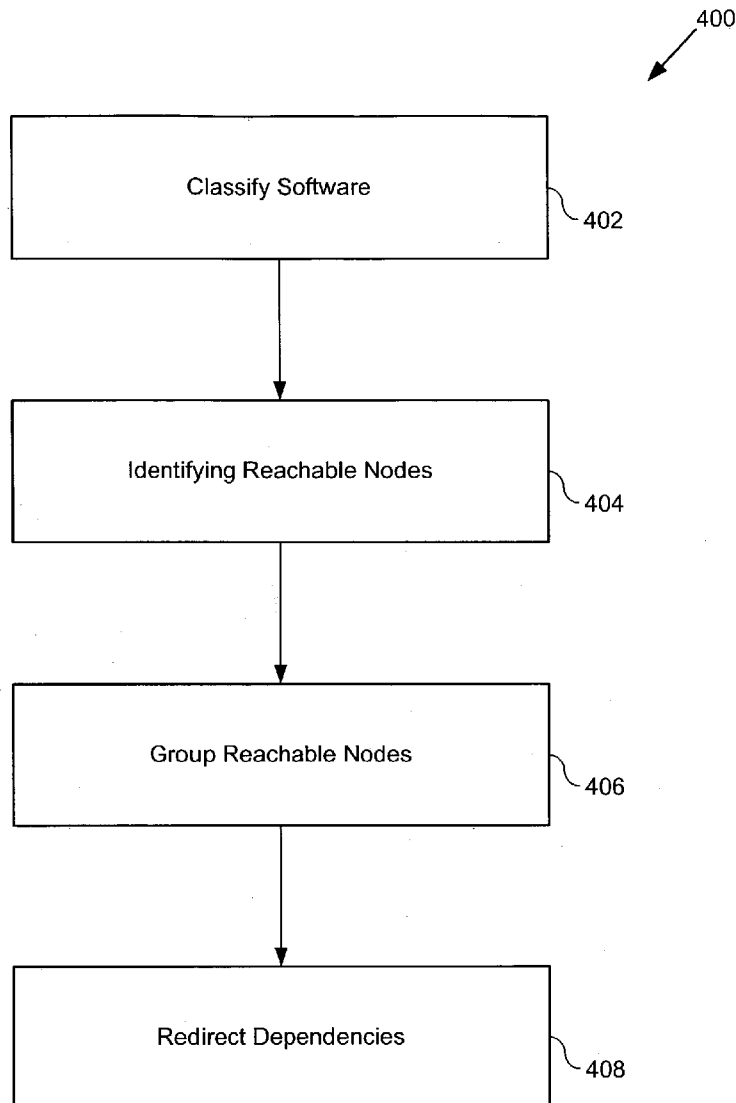 400
Classify Software
402
Identifying Reachable Nodes
404
Group Reachable Nodes
406
Redirect Dependencies
408